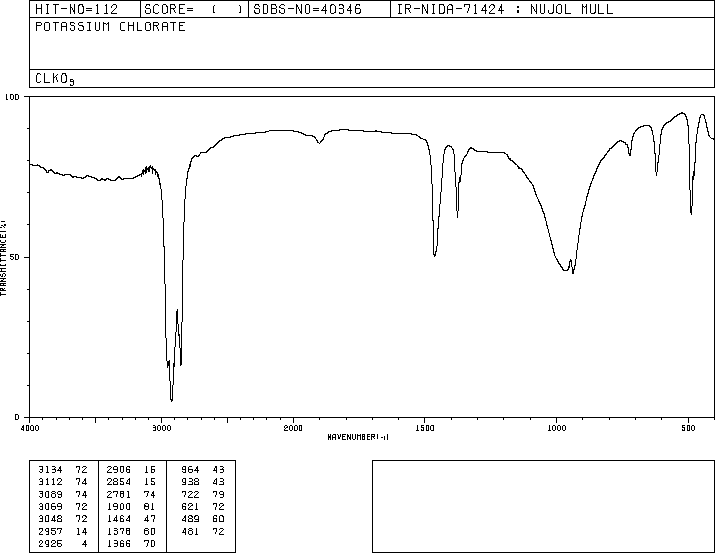 HIT-NO=112 SCORE= ( ) SDBS-NO=40346 IR-NIDA-71424 : NUJOL MULL
POTASSIUM CHLORATE
CLKO3
100
50
0
TRANSMITTANCE(%)
4000 3000 2000 1500 1000 500
WAVENUMBER(-1)
3134 72 2906 16 964 43
3112 74 2854 15 938 43
3089 74 2781 74 722 79
3069 72 1900 81 621 72
3048 72 1464 47 489 60
2957 14 1378 60 481 72
2925 4 1366 70